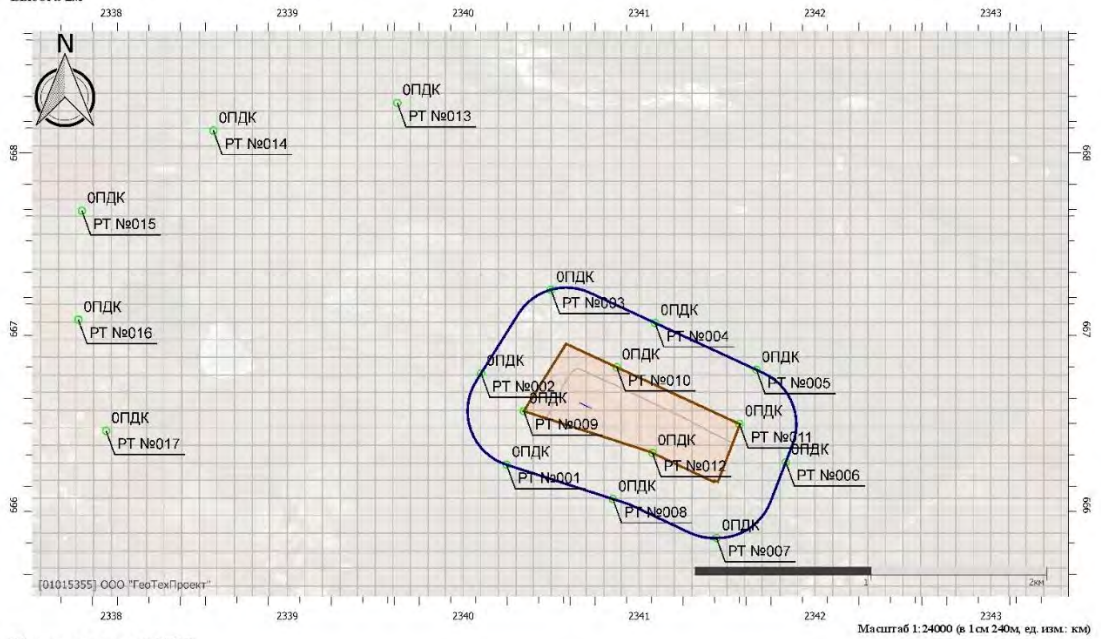 2338 2339 2340 2341 2342 2343
N
0ПДК
РТ №013
0ПДК
РТ №014
668 668
0ПДК
РТ №015
0ПДК
РТ №003
0ПДК
РТ №016
0ПДК
РТ №004
667 667
0ПДК
РТ №010
0ПДК
РТ №005
0ПДК
РТ №002
0ПДК
РТ №009
0ПДК
РТ №011
0ПДК
РТ №017
0ПДК
РТ №012
0ПДК
РТ №006
0ПДК
РТ №001
0ПДК
РТ №008
666 666
0ПДК
РТ №007
[01015355] ООО "ГеоТехПроект"
1 2км
2338 2339 2340 2341 2342 2343
Масштаб 1:24000 (в 1см 240м, ед. изм.: км)